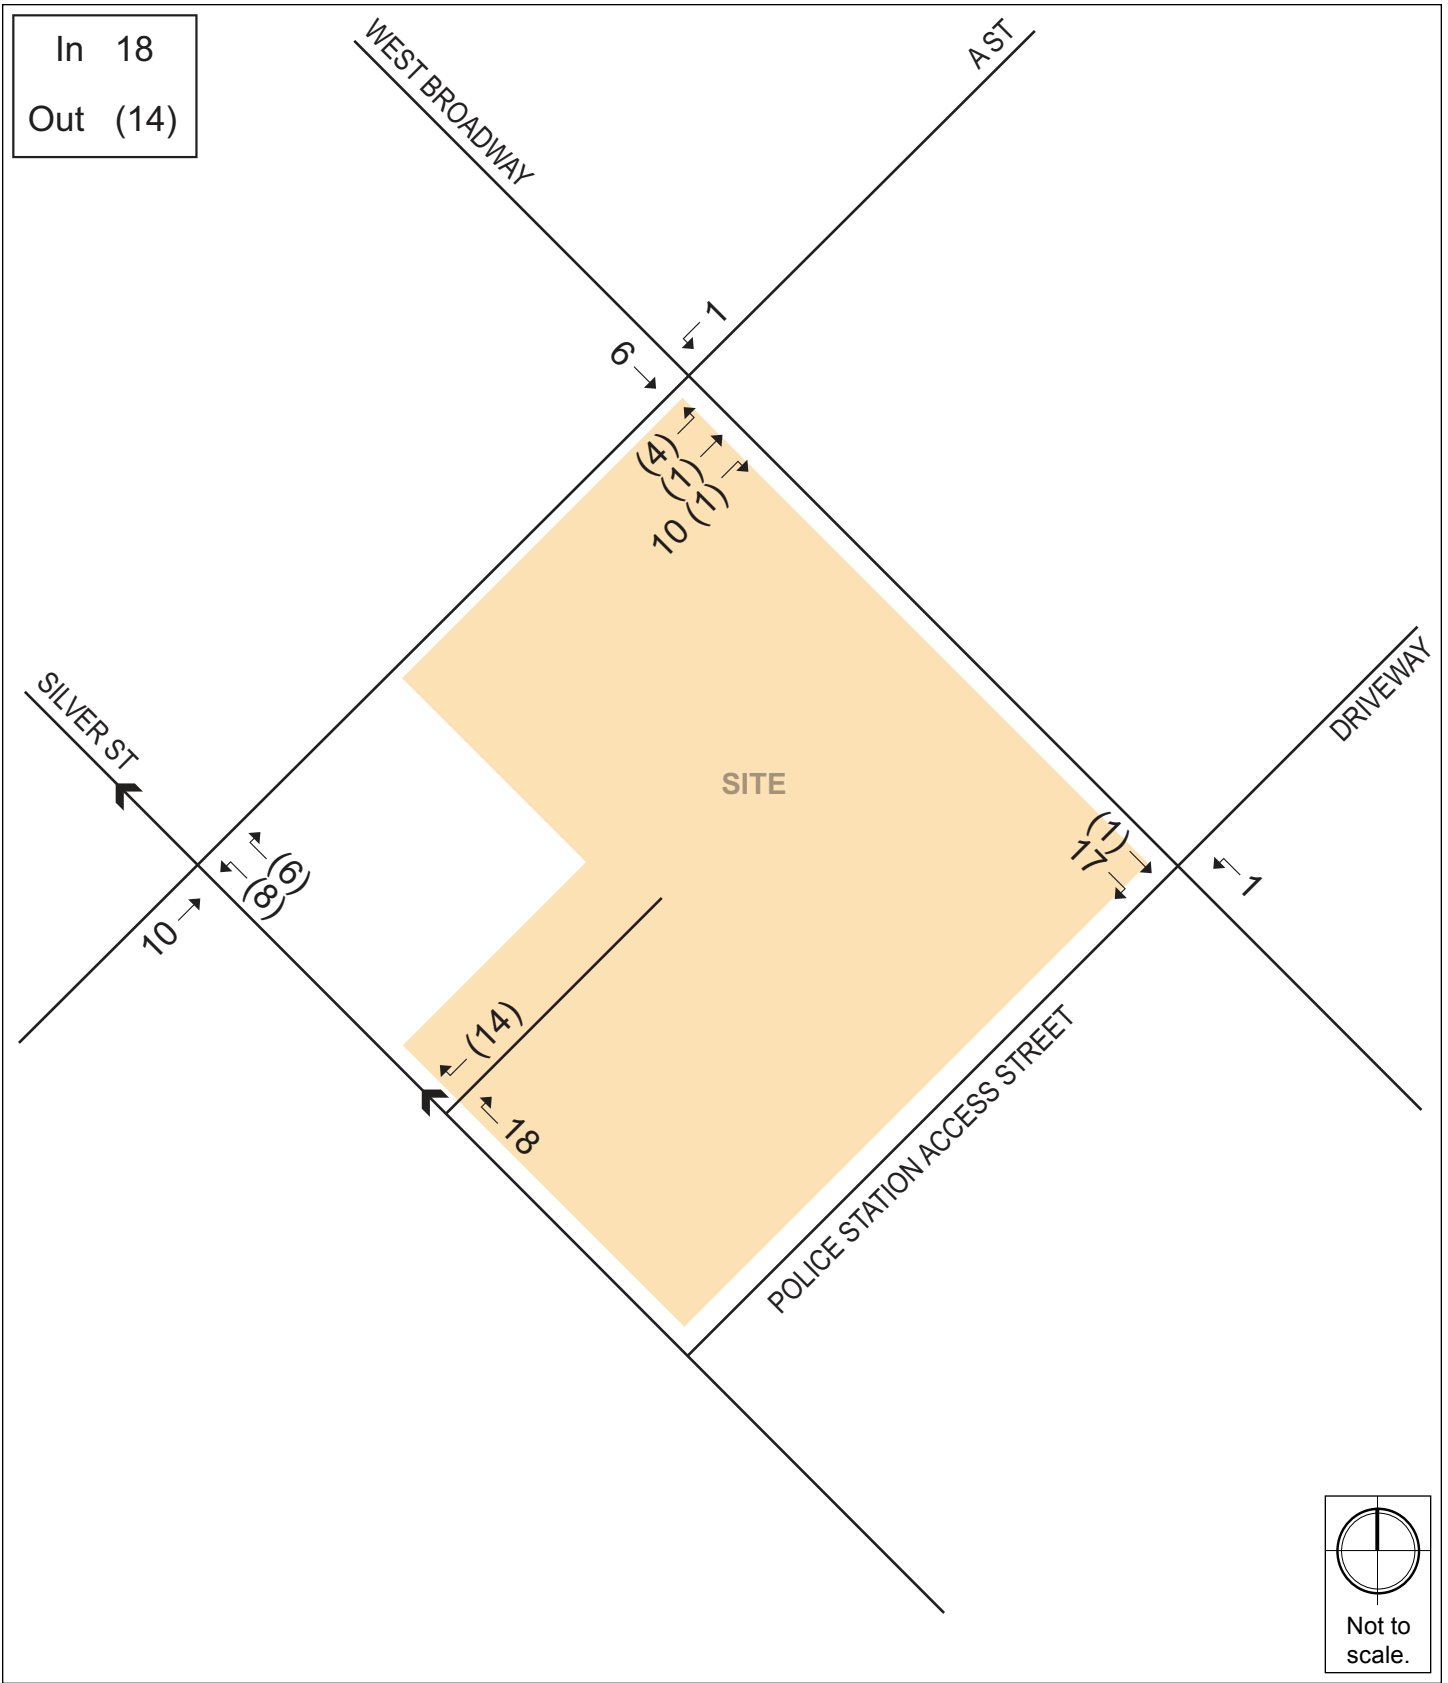 In 18
Out (14)
WEST BROADWAY
A ST
1
6
(4)
(1)
10 (1)
SILVER ST
DRIVEWAY
SITE
(1)
17
1
(6)
(8)
10
(14)
18
POLICE STATION ACCESS STREET
Not to
scale.